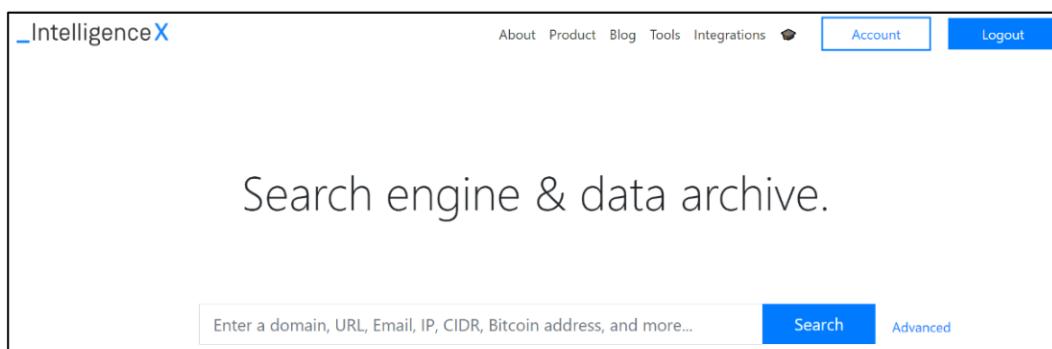 _IntelligenceX
About Product Blog Tools Integrations Account Logout
Search engine & data archive.
Enter a domain, URL, Email, IP, CIDR, Bitcoin address, and more... Search Advanced